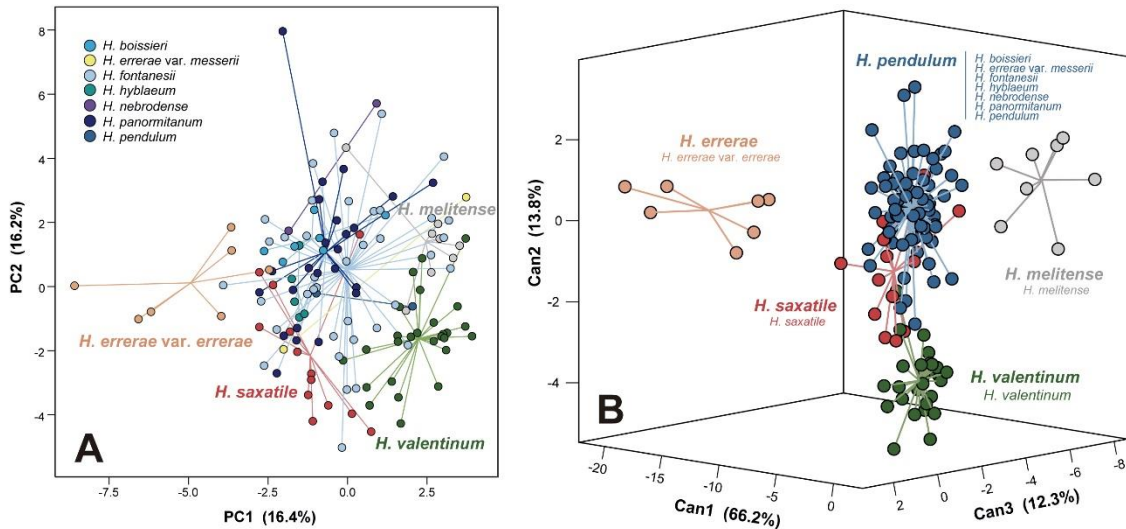 8
6
4
2
0
-2
-4
PC2 (16.2%)
H. boissieri
H. errerae var. messerii
H. fontanesii
H. hyblaeum
H. nebrodense
H. panormitanum
H. pendulum
H. melitense
H. errerae var. errerae
H. saxatile
H. valentinum
A
-7.5
-5.0
-2.5
0.0
2.5
PC1 (16.4%)
2
0
-2
-4
Can2 (13.8%)
H. pendulum
H. boissieri
H. errerae var. messerii
H. fontanesii
H. hyblaeum
H. nebrodense
H. panormitanum
H. pendulum
H. errerae
H. errerae var. errerae
H. melitense
H. melitense
H. saxatile
H. saxatile
H. valentinum
H. valentinum
B
-20
-15
-10
-5
0
Can1 (66.2%)
2
0
-2
-4
-6
-8
Can3 (12.3%)